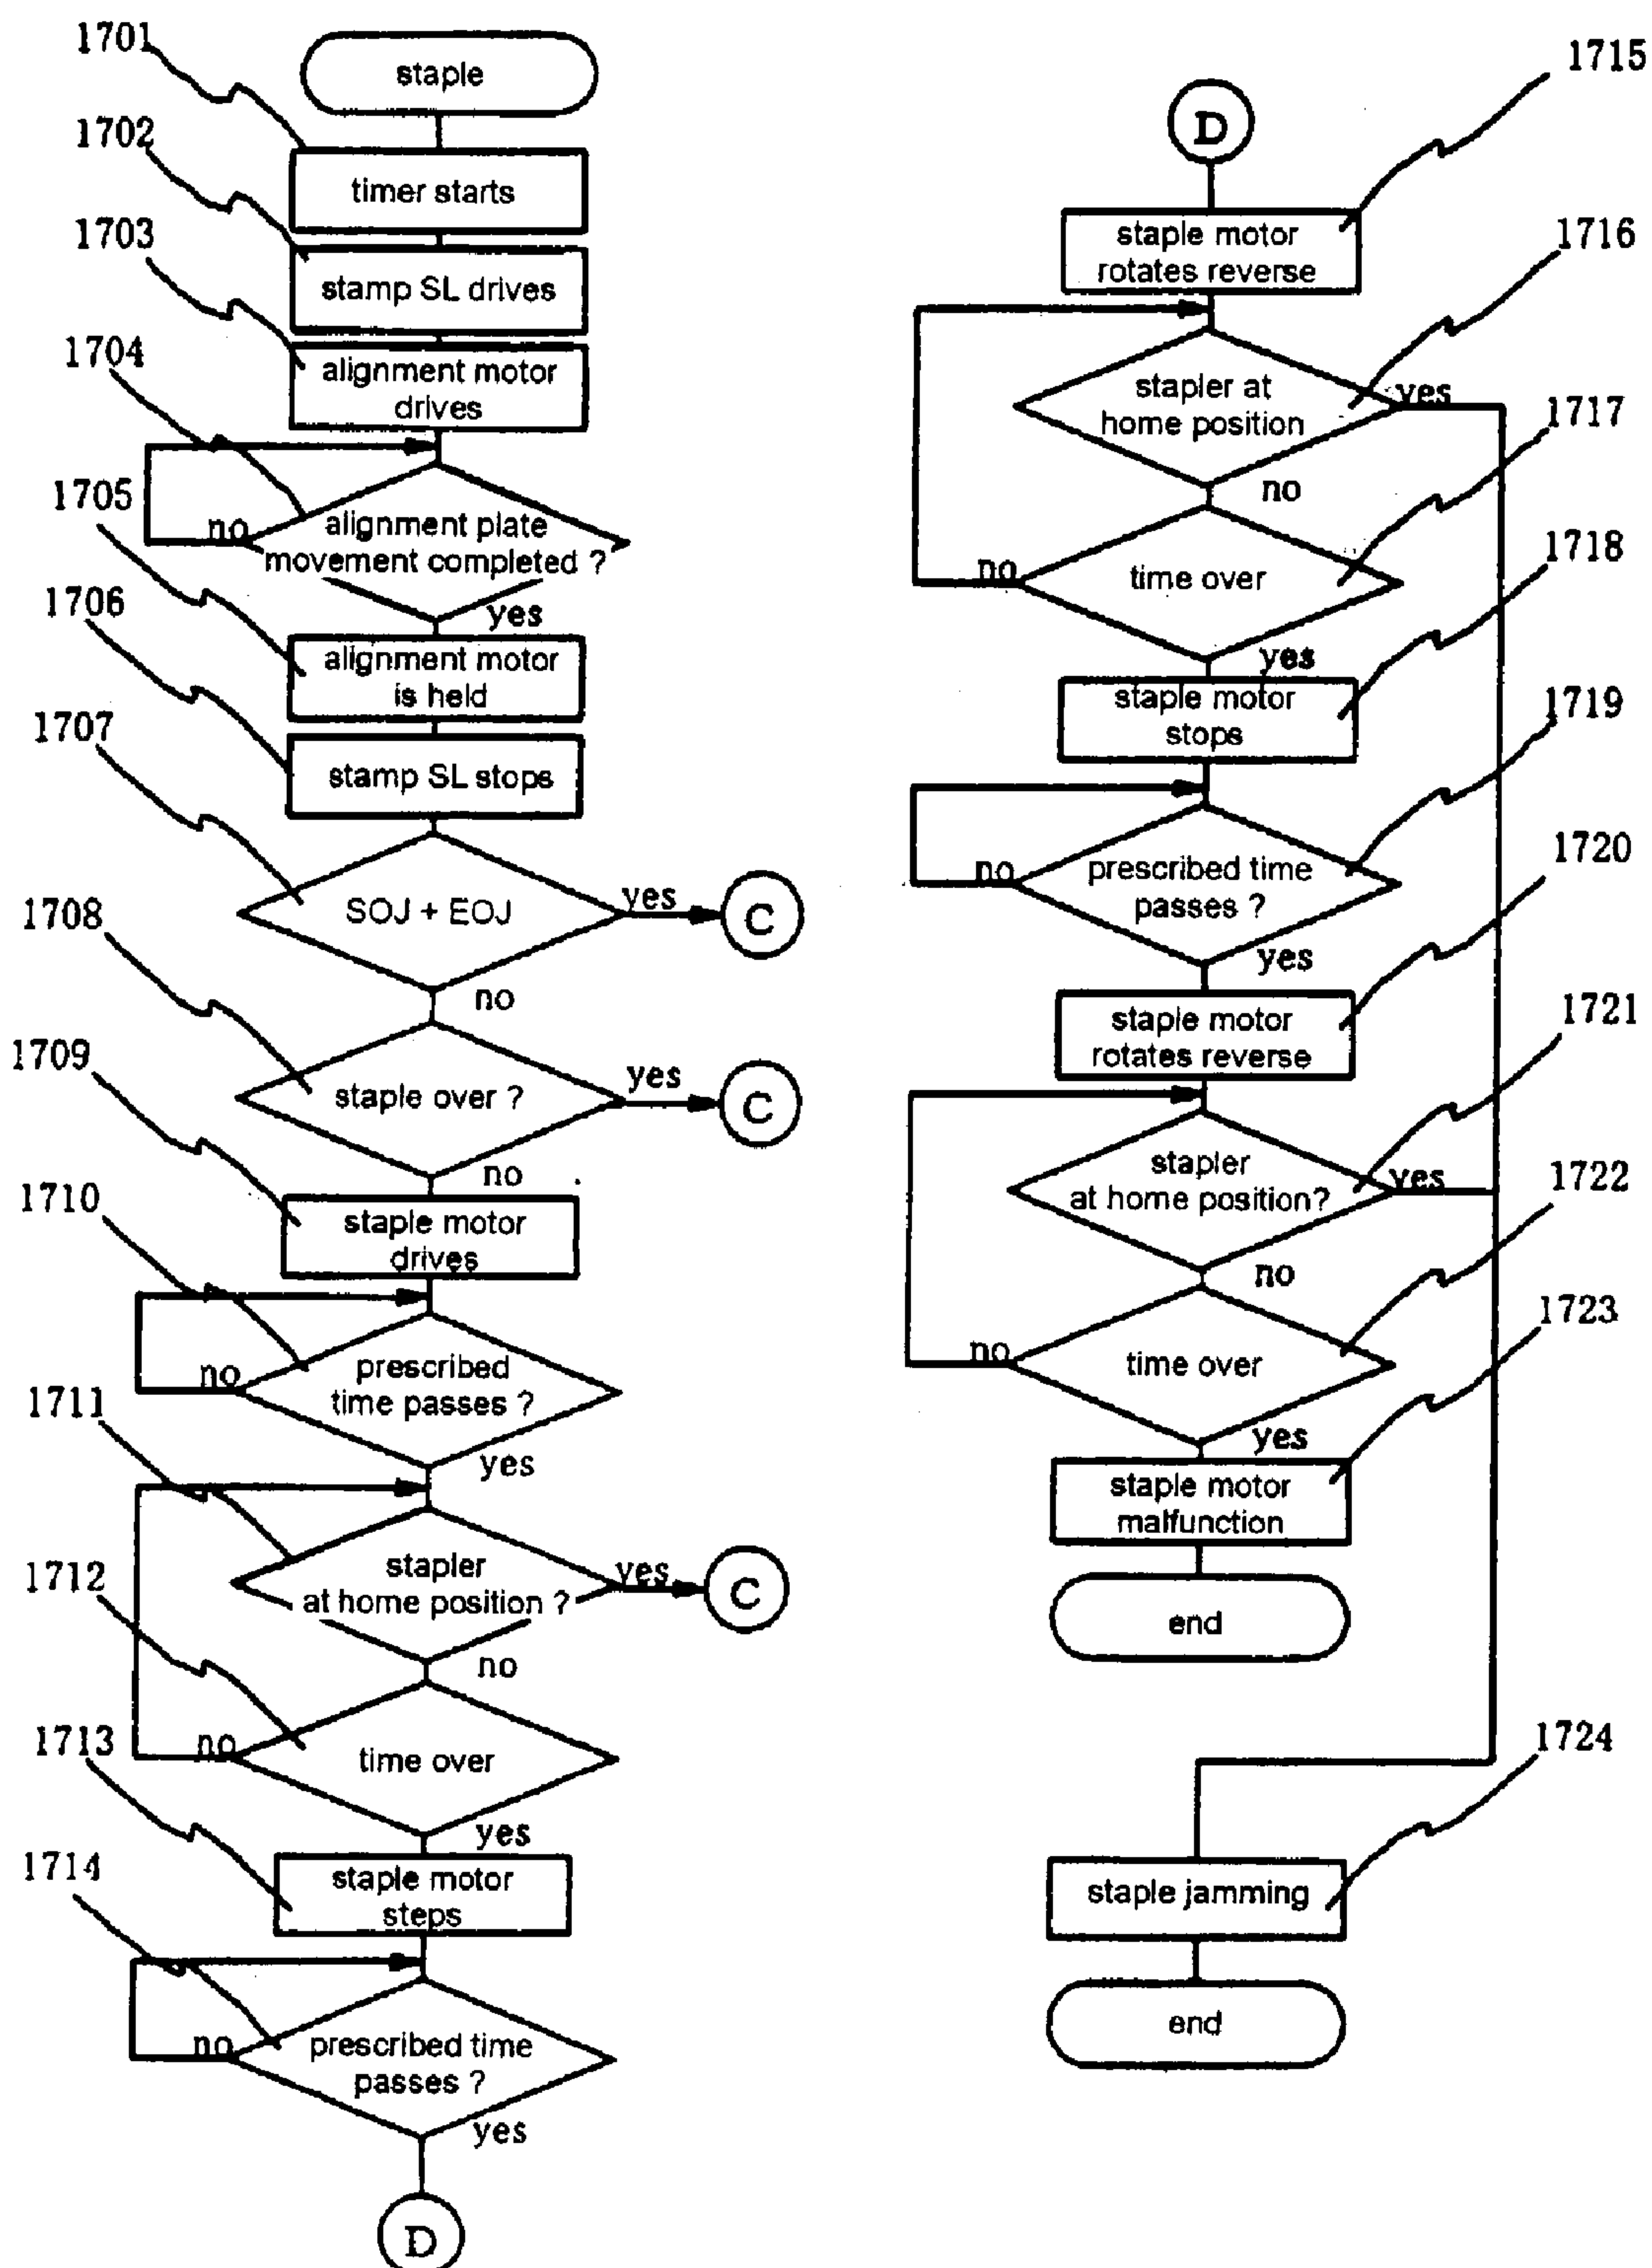 1701
staple
1702
timer starts
1703
stamp SL drives
1704
alignment motor
drives
1705
no
alignment plate
movement completed ?
yes
1706
alignment motor
is held
1707
stamp SL stops
1708
SOJ + EOJ
yes
C
no
1709
staple over ?
yes
C
no
1710
staple motor
drives
1711
no
prescribed
time passes ?
yes
1712
stapler
at home position ?
yes
C
no
1713
no
time over
yes
1714
staple motor
steps
no
prescribed time
passes ?
yes
D
D
1715
staple motor
rotates reverse
1716
stapler at
home position
yes
1717
no
no
time over
1718
yes
staple motor
stops
1719
no
prescribed time
passes ?
1720
yes
staple motor
rotates reverse
1721
stapler
at home position?
yes
1722
no
no
time over
1723
yes
staple motor
malfunction
end
1724
staple jamming
end